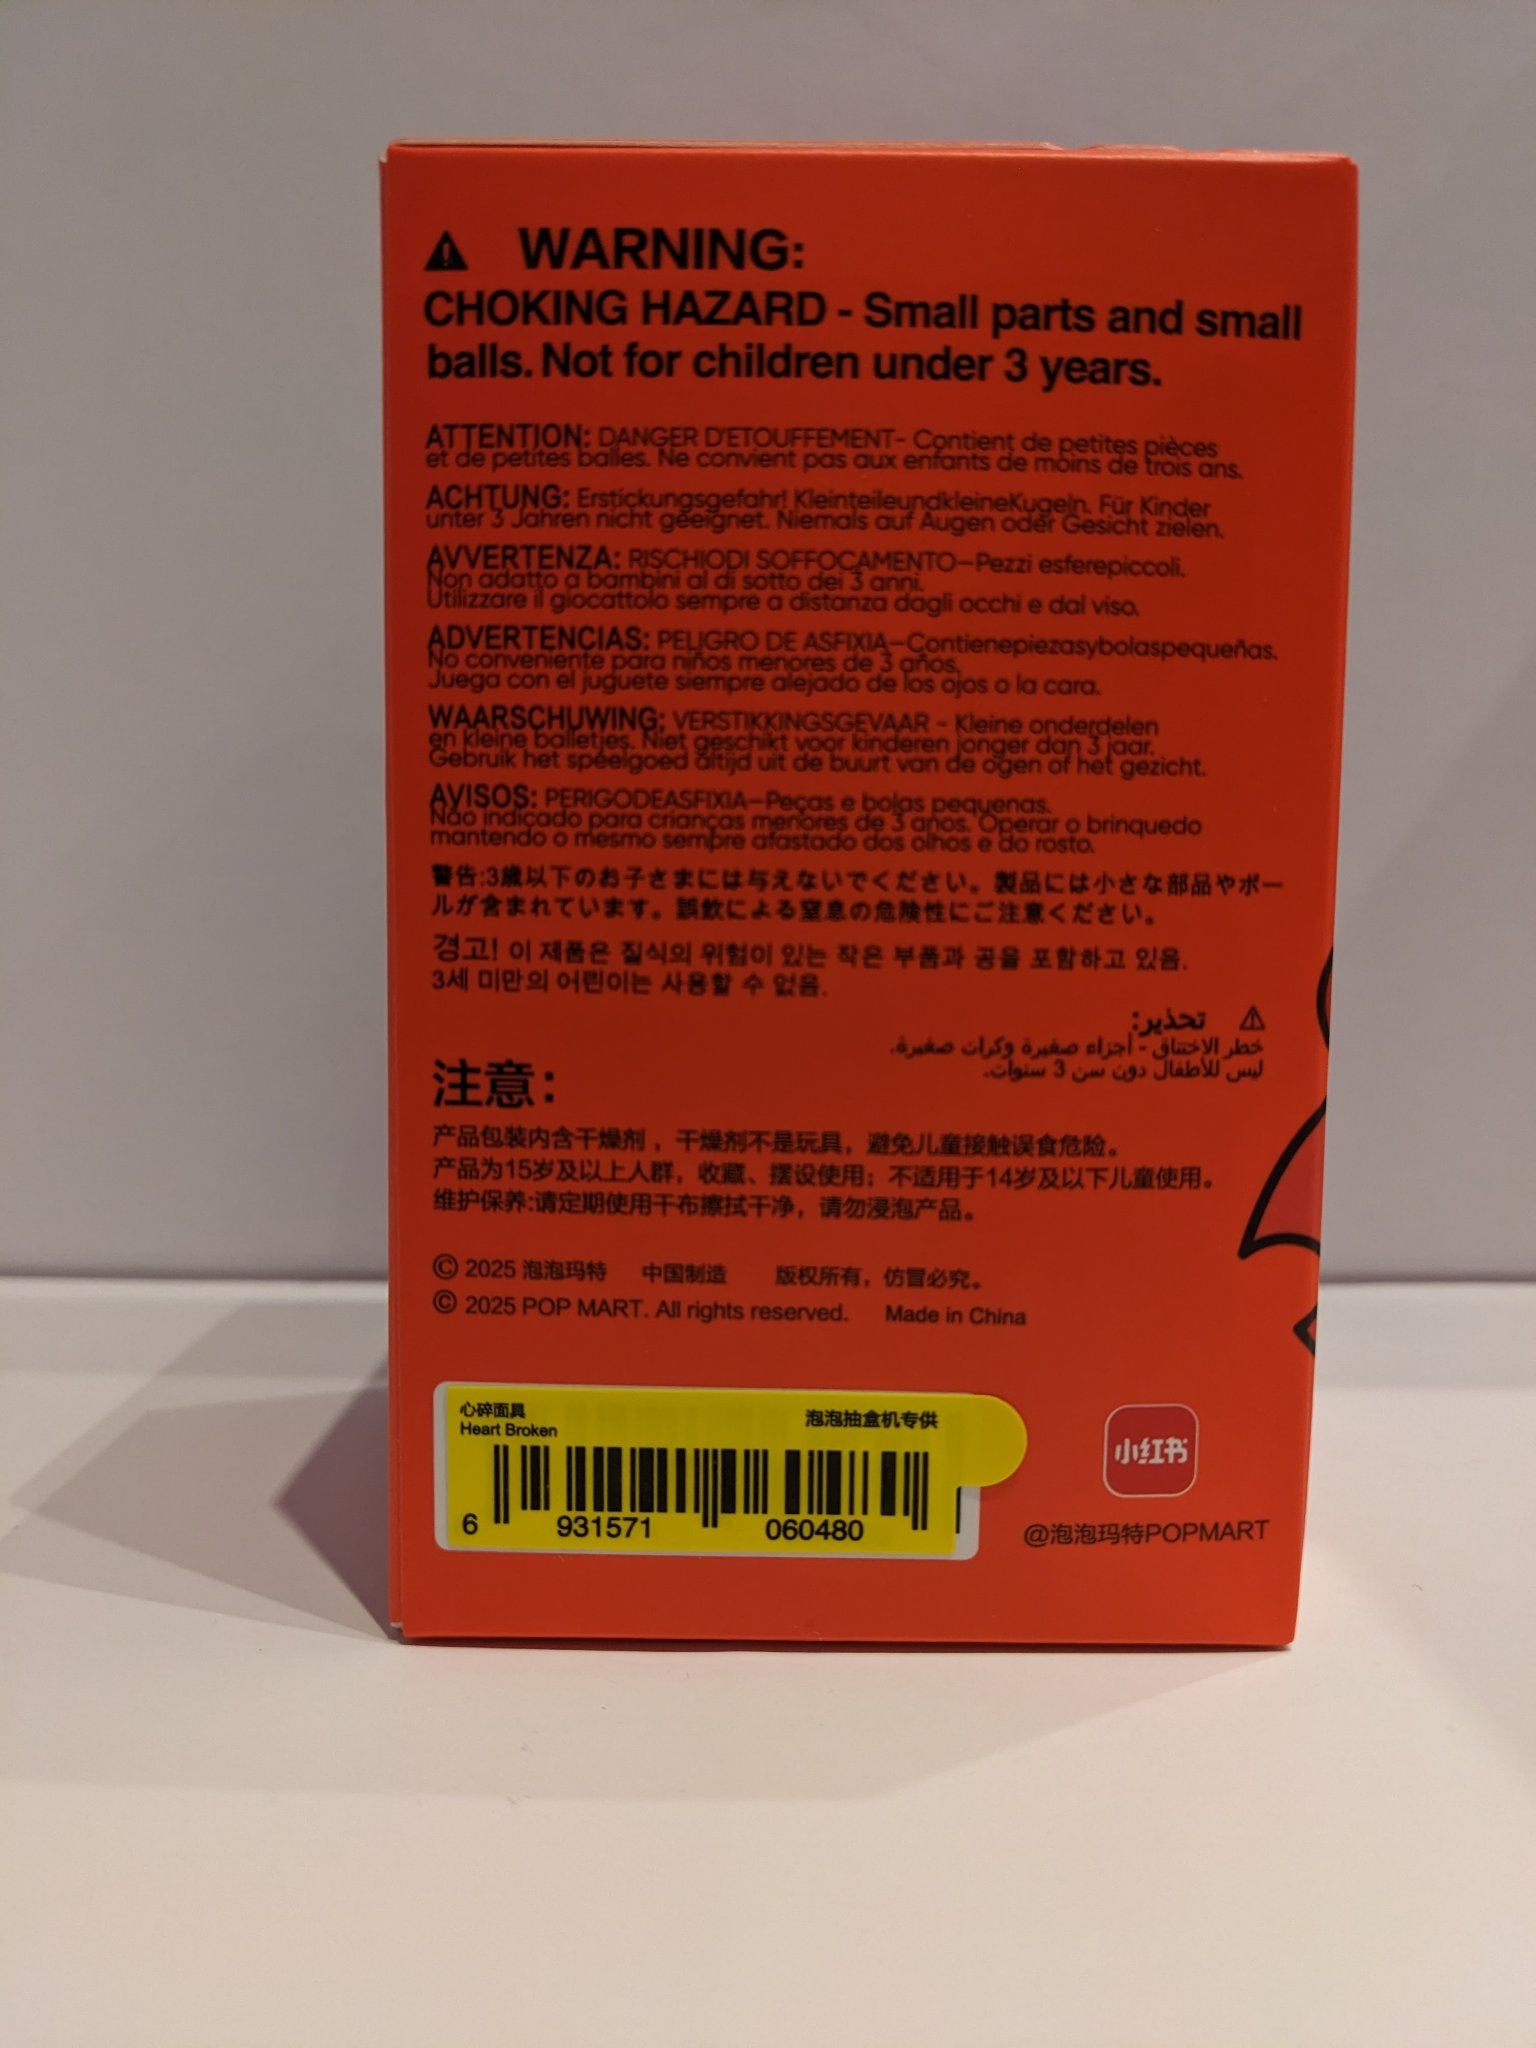 WARNING:
CHOKING HAZARD - Small parts and small
balls. Not for children under 3 years.
ATTENTION: DANGER D'ETOUFFEMENT- Contient de petites pièces
et de petites balles. Ne convient pas aux enfants de moins de trois ans.
ACHTUNG: Erstickungsgefahr! KleinteileundkleineKugeln. Für Kinder
unter 3 Jahren nicht geeignet. Niemals auf Augen oder Gesicht zielen.
AVVERTENZA: RISCHIODI SOFFOCAMENTO—Pezzi esferepiccoli.
Non adatto a bambini al di sotto dei 3 anni.
Utilizzare il giocattolo sempre a distanza dagli occhi e dal viso.
ADVERTENCIAS: PELIGRO DE ASFIXIA—Contienepiezasybolaspequeñas.
No conveniente para niños menores de 3 años.
Juega con el juguete siempre alejado de los ojos o la cara.
WAARSCHUWING: VERSTIKKINGSGEVAAR - Kleine onderdelen
en kleine balletjes. Niet geschikt voor kinderen jonger dan 3 jaar.
Gebruik het speelgoed altijd uit de buurt van de ogen of het gezicht.
AVISOS: PERIGODEASFIXIA—Peças e bolas pequenas.
Não indicado para crianças menores de 3 anos. Operar o brinquedo
mantendo o mesmo sempre afastado dos olhos e do rosto.
警告:3歳以下のお子さまには与えないでください。製品には小さな部品やボー
ルが含まれています。誤飲による窒息の危険性にご注意ください。
경고! 이 제품은 질식의 위험이 있는 작은 부품과 공을 포함하고 있음.
3세 미만의 어린이는 사용할 수 없음.
تحذير:
خطر الاختناق - أجزاء صغيرة وكرات صغيرة.
ليس للأطفال دون سن 3 سنوات.
注意：
产品包装内含干燥剂，干燥剂不是玩具，避免儿童接触误食危险。
产品为15岁及以上人群，收藏、摆设使用；不适用于14岁及以下儿童使用。
维护保养:请定期使用干布擦拭干净，请勿浸泡产品。
© 2025 泡泡玛特 中国制造 版权所有，仿冒必究。
© 2025 POP MART. All rights reserved. Made in China
心碎面具 泡泡抽盒机专供
Heart Broken
6 931571 060480
小红书
@泡泡玛特POPMART